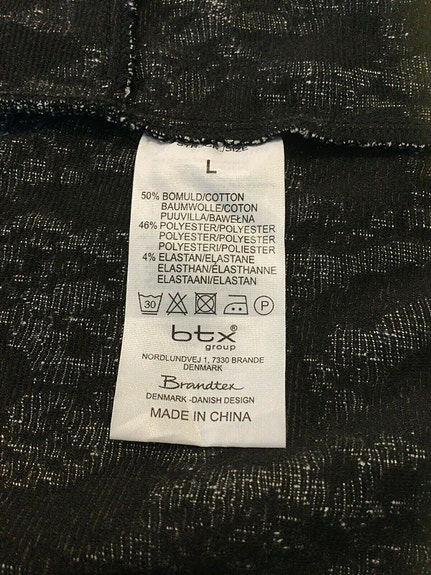 L
50% BOMULD/COTTON
BAUMWOLLE/COTON
PUUVILLA/BAWEŁNA
46% POLYESTER/POLYESTER
POLYESTER/POLYESTER
POLYESTERI/POLIESTER
4% ELASTAN/ELASTANE
ELASTHAN/ÉLASTHANNE
ELASTAANI/ELASTAN
30 P
btx®
group
NORDLUNDVEJ 1, 7330 BRANDE
DENMARK
Brandtex
DENMARK -DANISH DESIGN
MADE IN CHINA